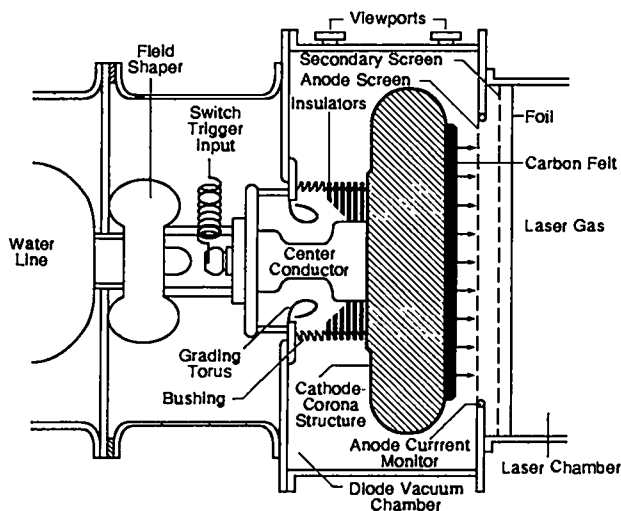 Viewports
Field
Shaper
Secondary Screen
Anode Screen
Insulators
Switch
Trigger
Input
Foil
Carbon Felt
Water
Line
Center
Conductor
Laser Gas
Grading
Torus
Bushing
Cathode-
Corona
Structure
Anode Currrent
Monitor
Laser Chamber
Diode Vacuum
Chamber